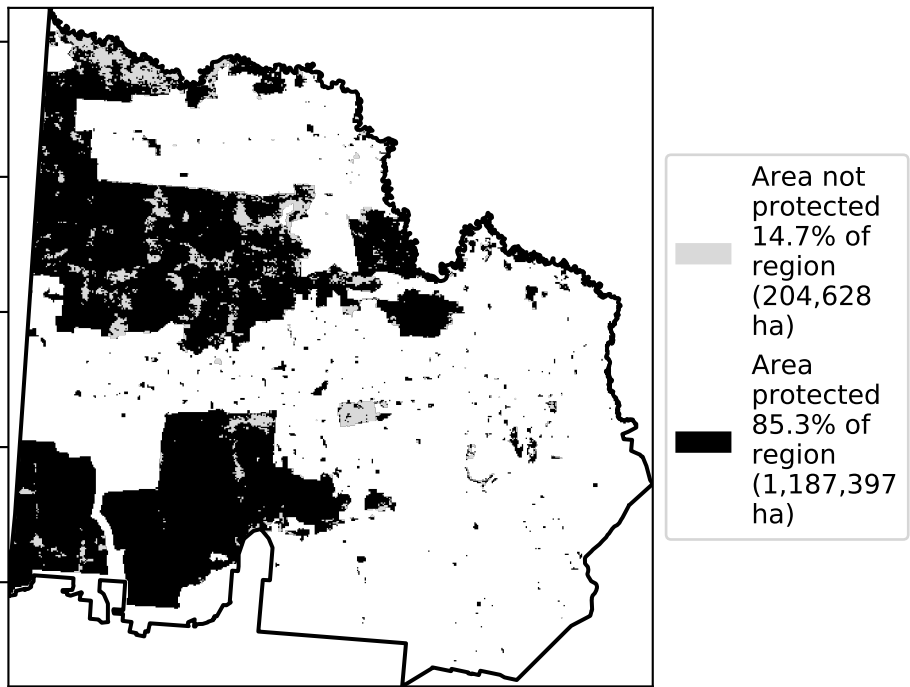 Area not
protected
14.7% of
region
(204,628
ha)
Area
protected
85.3% of
region
(1,187,397
ha)